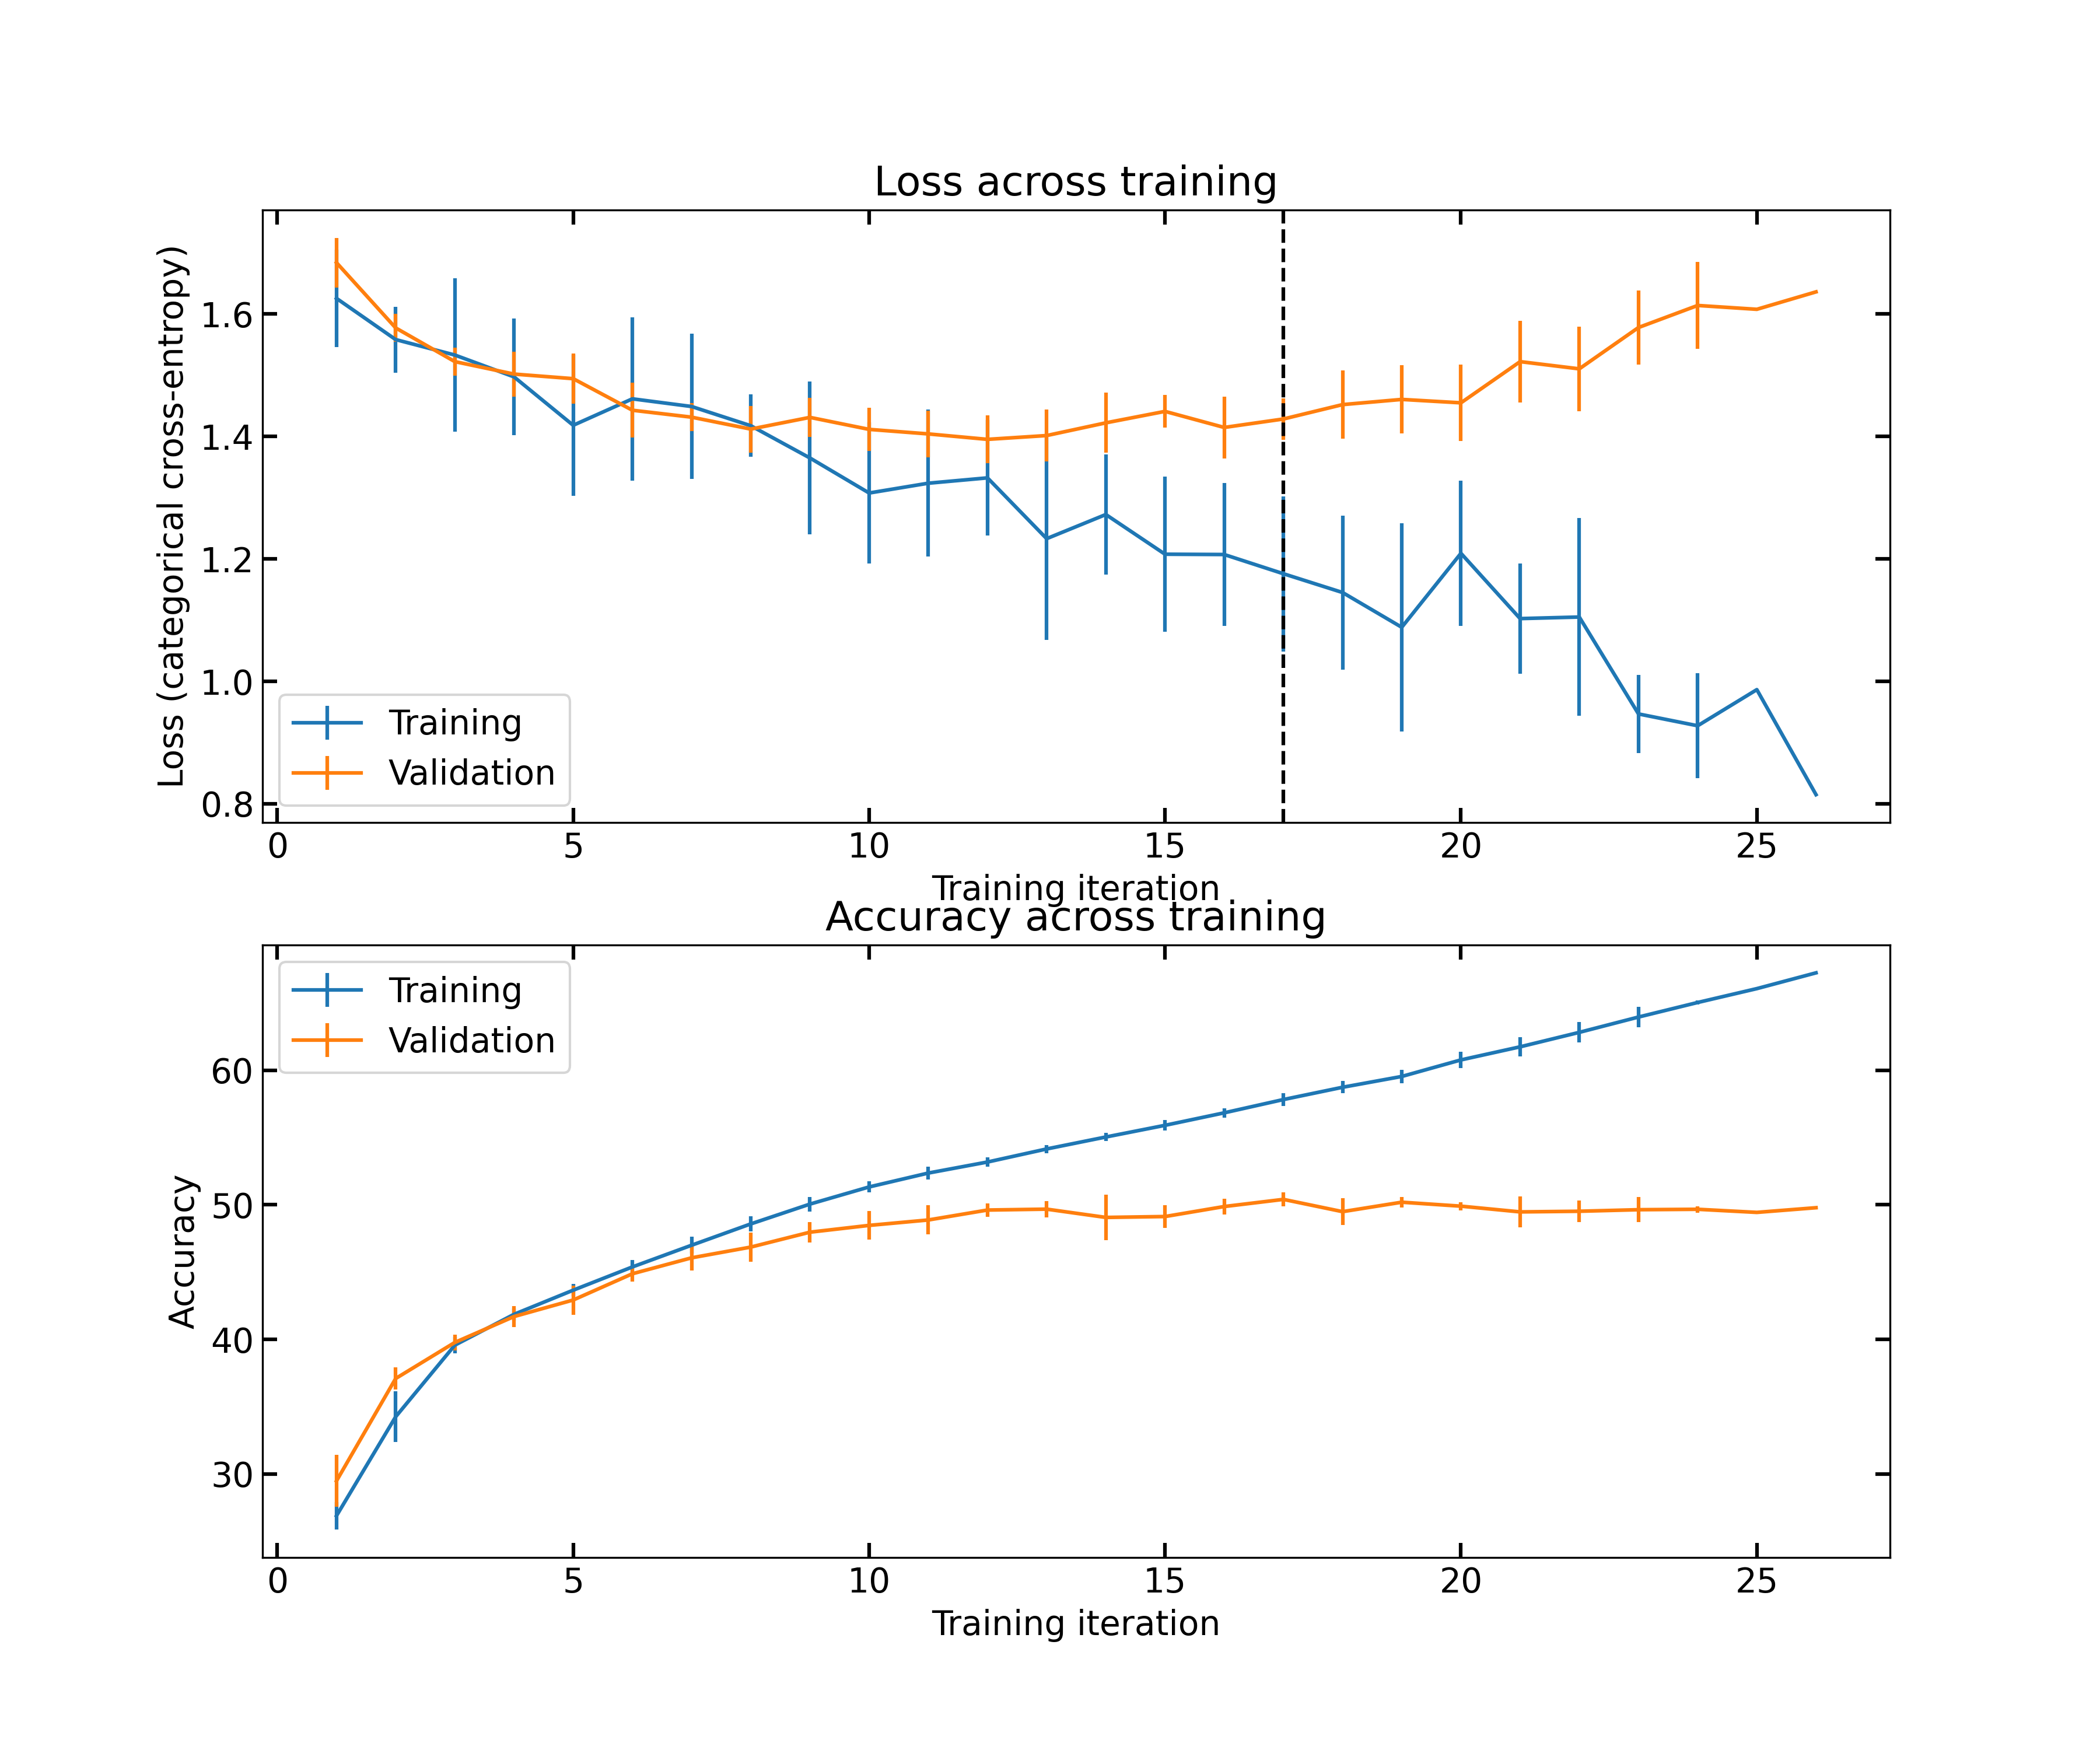 Loss across training
Loss (categorical cross-entropy)
1.6
1.4
1.2
1.0
0.8
Training
Validation
0 5 10 15 20 25
Training iteration
Accuracy across training
Training
Validation
Accuracy
60
50
40
30
0 5 10 15 20 25
Training iteration